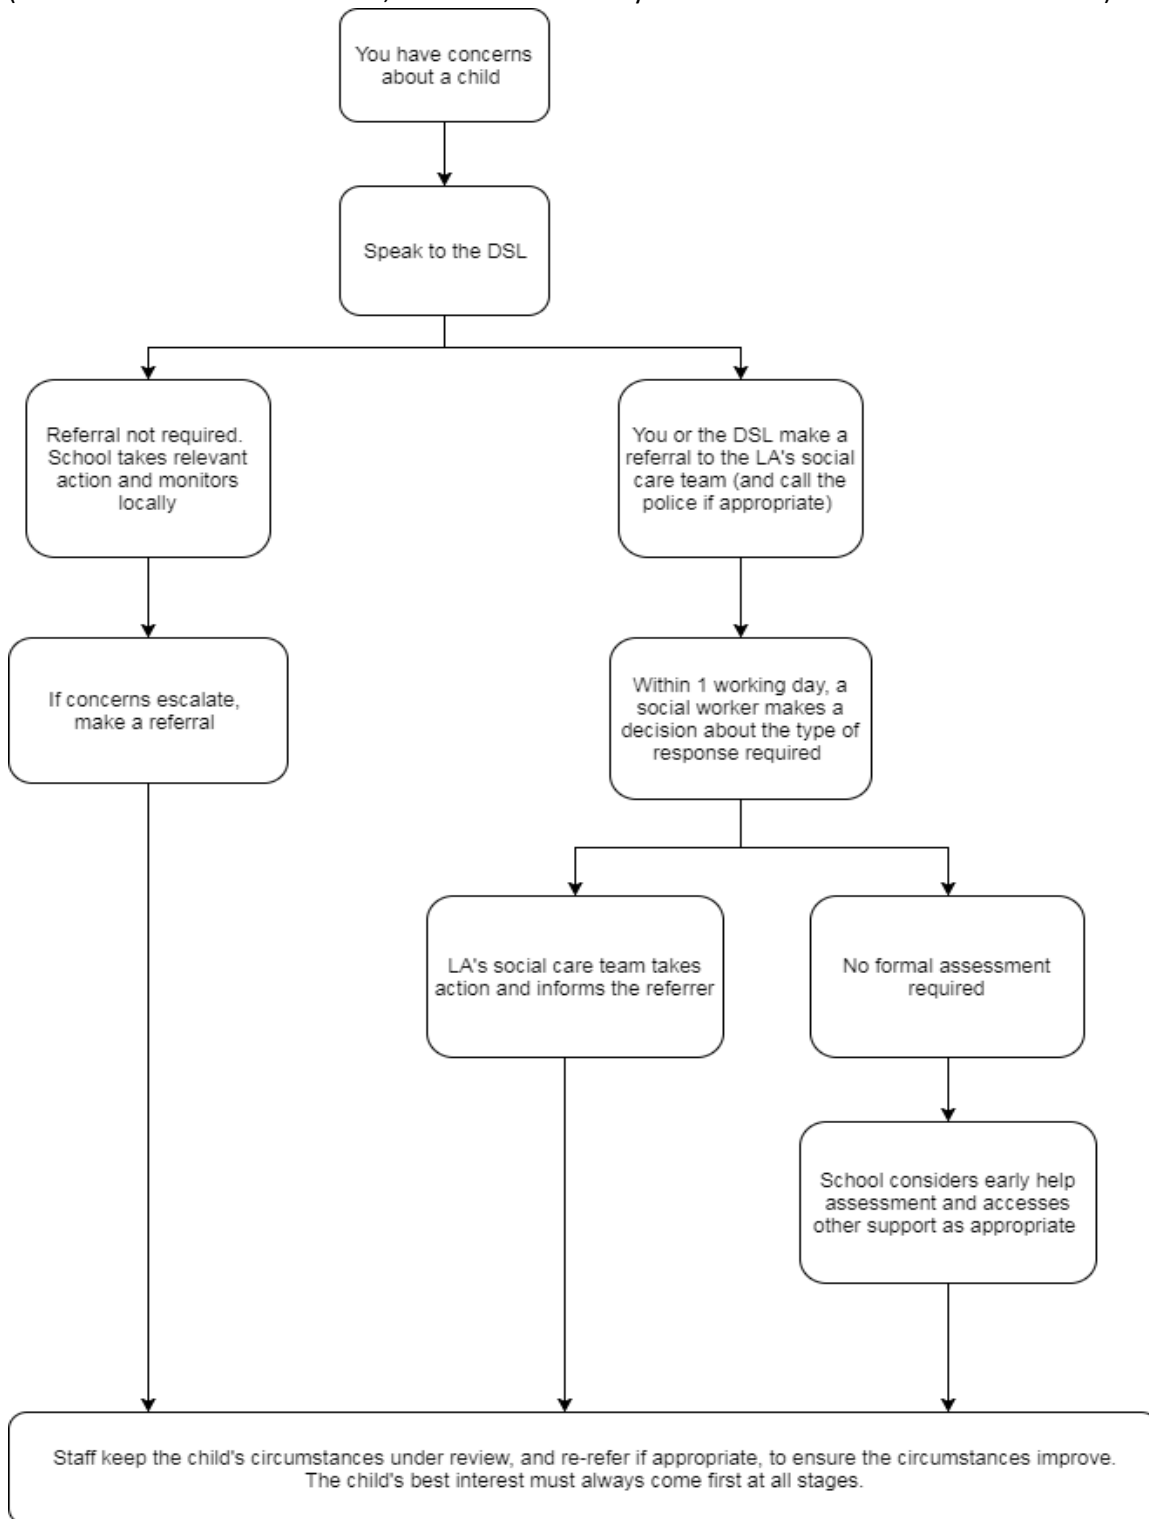 You have concerns
about a child
Speak to the DSL
Referral not required.
School takes relevant
action and monitors
locally
You or the DSL make a
referral to the LA's social
care team (and call the
police if appropriate)
If concerns escalate,
make a referral
Within 1 working day, a
social worker makes a
decision about the type of
response required
LA's social care team takes
action and informs the referrer
No formal assessment
required
School considers early help
assessment and accesses
other support as appropriate
Staff keep the child's circumstances under review, and re-refer if appropriate, to ensure the circumstances improve.
The child's best interest must always come first at all stages.